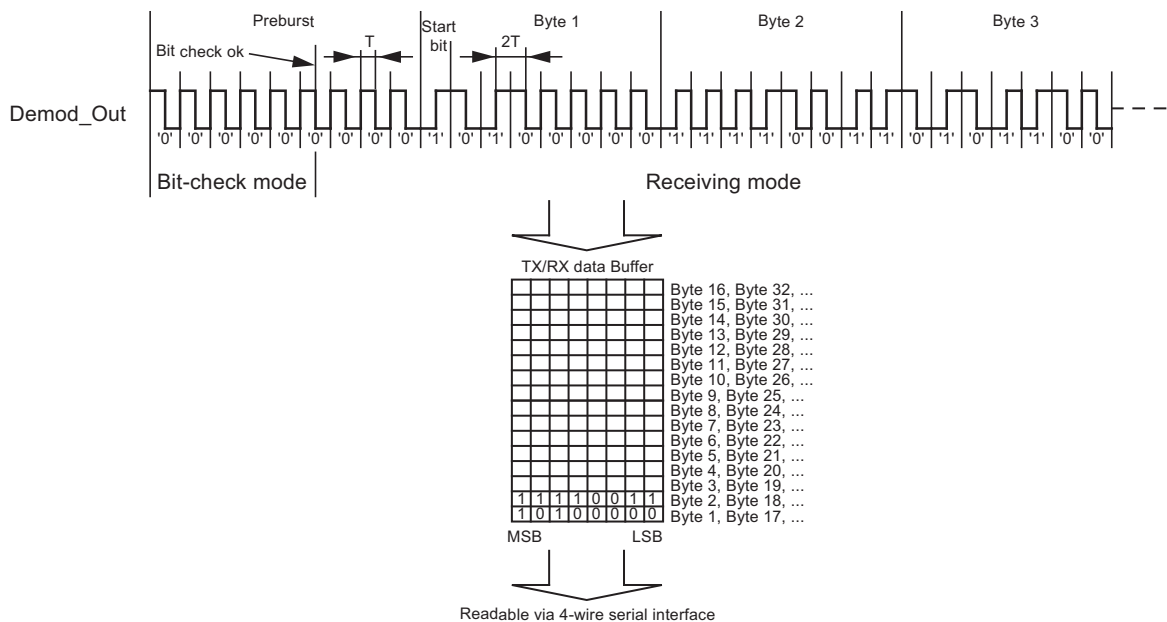 Preburst
Start bit
Byte 1
Byte 2
Byte 3
Bit check ok
T
2T
Demod_Out
'0' '0' '0' '0' '0' '0' '0' '0' '0' '1' '0' '1' '0' '0' '0' '0' '0' '1' '1' '1' '1' '0' '0' '1' '1' '0' '1' '0' '1' '1' '0' '0'
Bit-check mode
Receiving mode
TX/RX data Buffer
Byte 16, Byte 32, ...
Byte 15, Byte 31, ...
Byte 14, Byte 30, ...
Byte 13, Byte 29, ...
Byte 12, Byte 28, ...
Byte 11, Byte 27, ...
Byte 10, Byte 26, ...
Byte 9, Byte 25, ...
Byte 8, Byte 24, ...
Byte 7, Byte 23, ...
Byte 6, Byte 22, ...
Byte 5, Byte 21, ...
Byte 4, Byte 20, ...
Byte 3, Byte 19, ...
1 1 1 1 0 0 1 1 Byte 2, Byte 18, ...
1 0 1 0 0 0 0 0 Byte 1, Byte 17, ...
MSB LSB
Readable via 4-wire serial interface